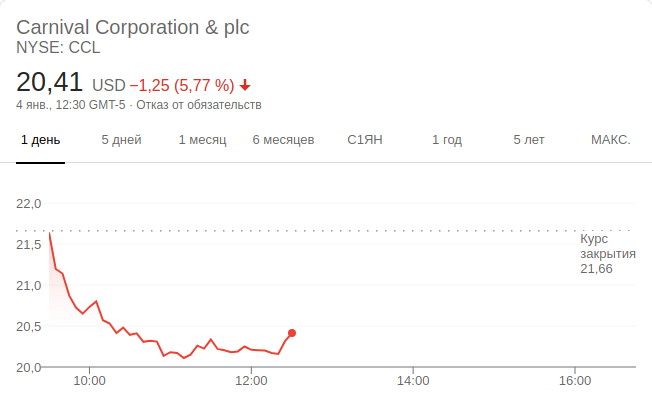 Carnival Corporation & plc
NYSE: CCL
20,41 USD −1,25 (5,77 %)
4 янв., 12:30 GMT-5 · Отказ от обязательств
1 день 5 дней 1 месяц 6 месяцев С1ЯН 1 год 5 лет МАКС.
22,0
Курс
21,5
закрытия
21,66
21,0
20,5
20,0
10:00 12:00 14:00 16:00